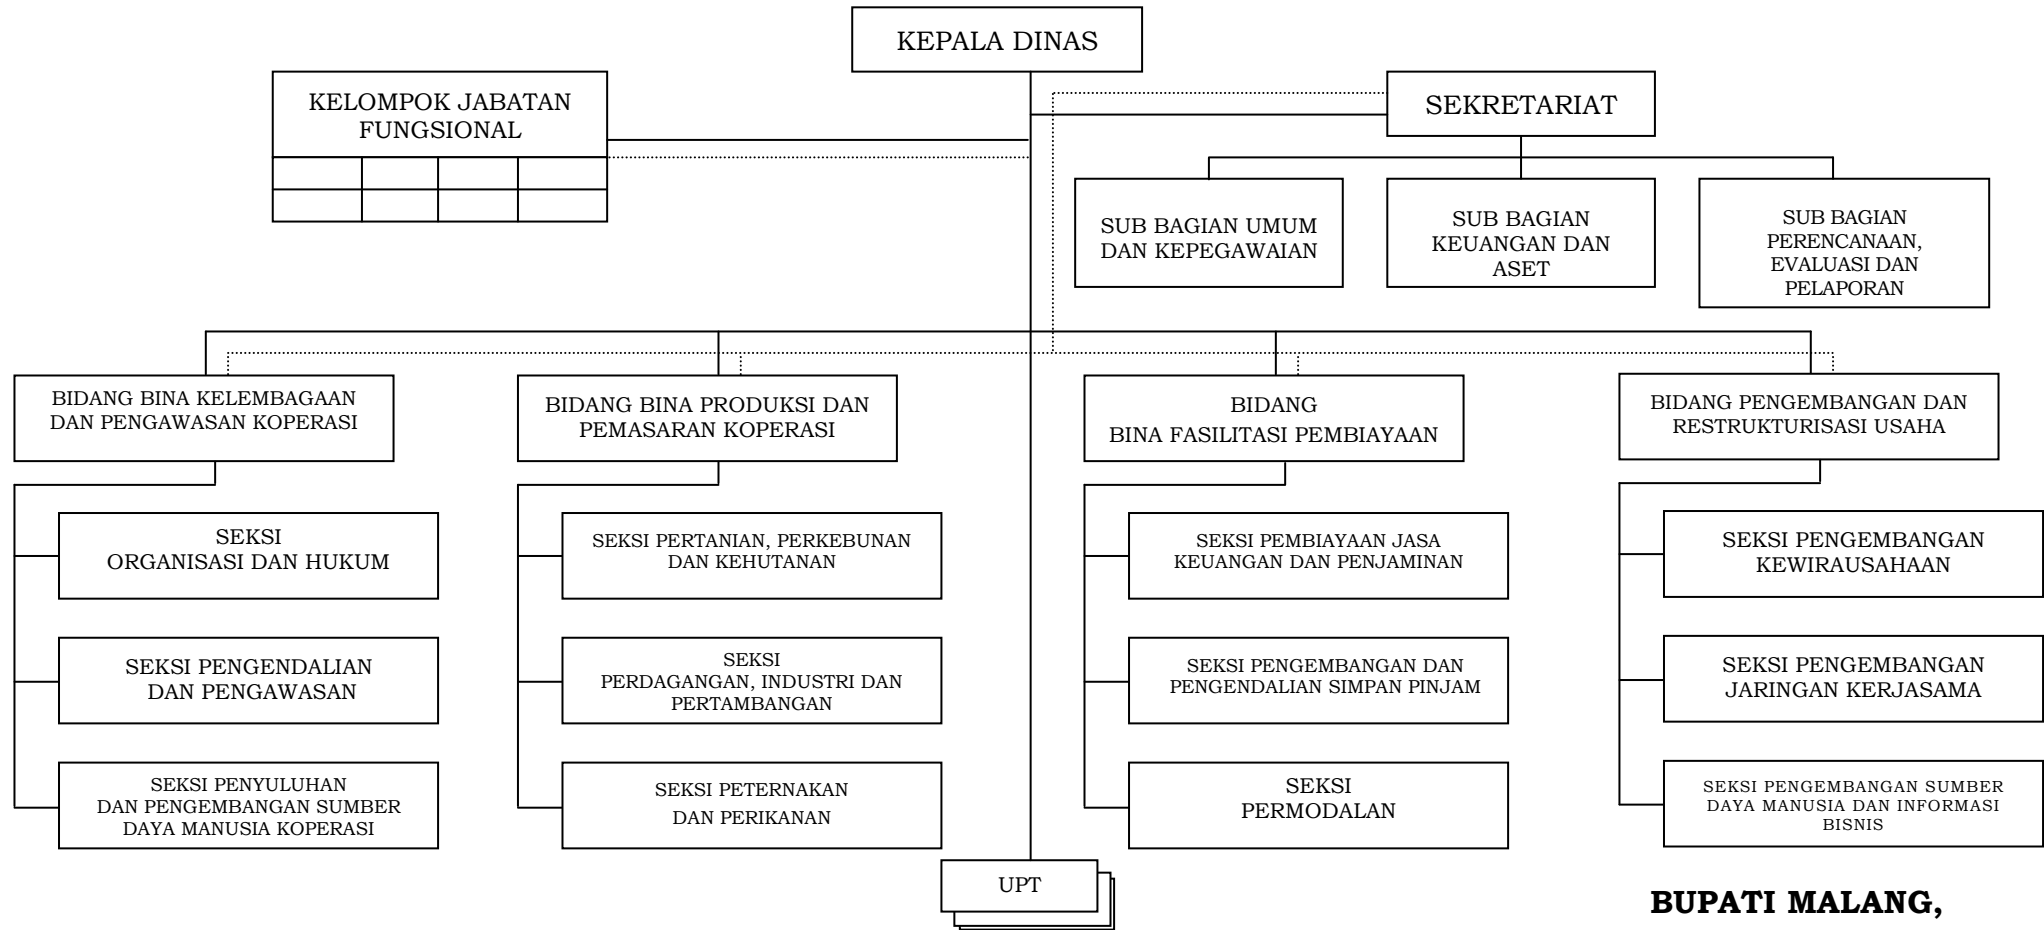 KEPALA DINAS
KELOMPOK JABATAN
FUNGSIONAL
SEKRETARIAT
SUB BAGIAN UMUM
DAN KEPEGAWAIAN
SUB BAGIAN
KEUANGAN DAN
ASET
SUB BAGIAN
PERENCANAAN,
EVALUASI DAN
PELAPORAN
BIDANG BINA KELEMBAGAAN
DAN PENGAWASAN KOPERASI
BIDANG BINA PRODUKSI DAN
PEMASARAN KOPERASI
BIDANG
BINA FASILITASI PEMBIAYAAN
BIDANG PENGEMBANGAN DAN
RESTRUKTURISASI USAHA
SEKSI
ORGANISASI DAN HUKUM
SEKSI PERTANIAN, PERKEBUNAN
DAN KEHUTANAN
SEKSI PEMBIAYAAN JASA
KEUANGAN DAN PENJAMINAN
SEKSI PENGEMBANGAN
KEWIRAUSAHAAN
SEKSI PENGENDALIAN
DAN PENGAWASAN
SEKSI
PERDAGANGAN, INDUSTRI DAN
PERTAMBANGAN
SEKSI PENGEMBANGAN DAN
PENGENDALIAN SIMPAN PINJAM
SEKSI PENGEMBANGAN
JARINGAN KERJASAMA
SEKSI PENYULUHAN
DAN PENGEMBANGAN SUMBER
DAYA MANUSIA KOPERASI
SEKSI PETERNAKAN
DAN PERIKANAN
SEKSI
PERMODALAN
SEKSI PENGEMBANGAN SUMBER
DAYA MANUSIA DAN INFORMASI
BISNIS
UPT
BUPATI MALANG,